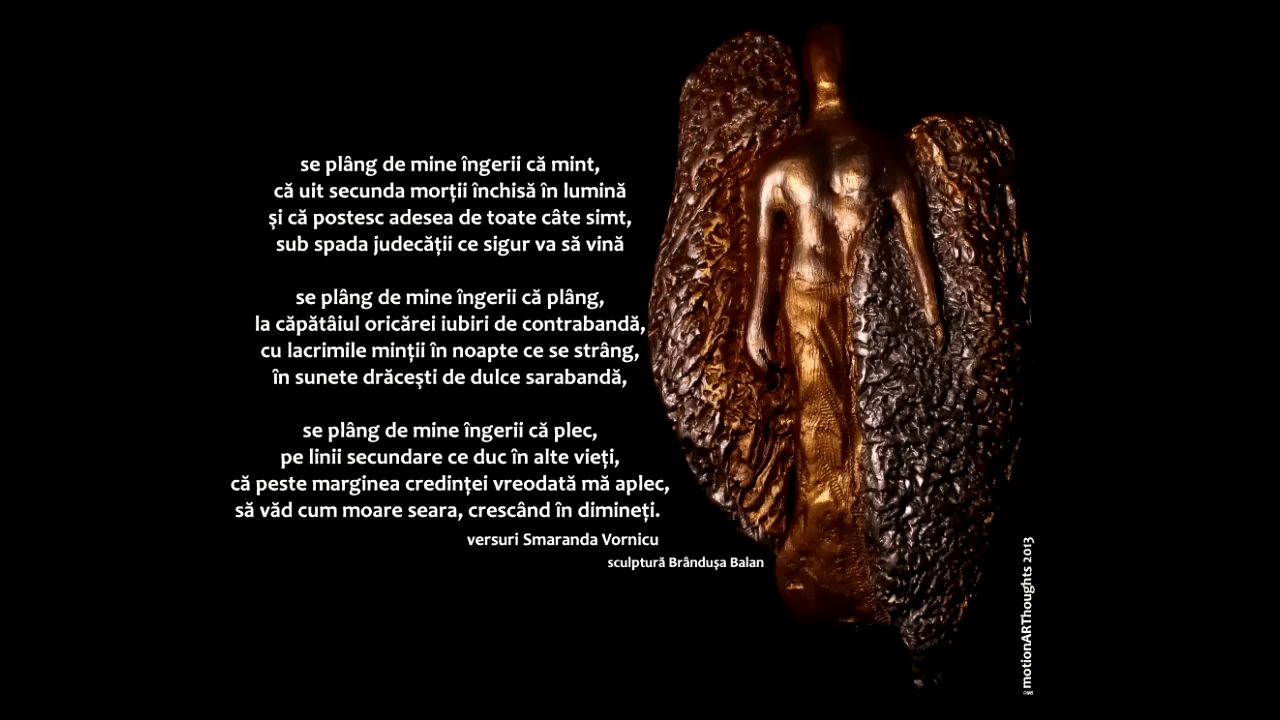 se plâng de mine îngerii că mint,
că uit secunda morții închisă în lumină
şi că postesc adesea de toate câte simt,
sub spada judecății ce sigur va să vină
se plâng de mine îngerii că plâng,
la căpătâiul oricărei iubiri de contrabandă,
cu lacrimile minții în noapte ce se strâng,
în sunete drăceşti de dulce sarabandă,
se plâng de mine îngerii că plec,
pe linii secundare ce duc în alte vieți,
că peste marginea credinței vreodată mă aplec,
să văd cum moare seara, crescând în dimineți.
versuri Smaranda Vornicu
sculptură Brânduşa Balan
motionARThoughts 2013